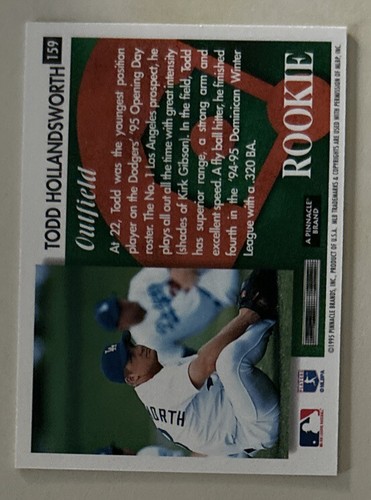 TODD HOLLANDSWORTH 159
Outfield
At 22, Todd was the youngest position
player on the Dodgers' '95 Opening Day
roster. The No. 1 Los Angeles prospect, he
plays all out all the time with great intensity
(shades of Kirk Gibson). In the field, Todd
has superior range, a strong arm and
excellent speed. A fly ball hitter, he finished
fourth in the '94-95 Dominican Winter
League with a .320 BA.
ROOKIE
A PINNACLE
BRAND
©1995 PINNACLE BRANDS, INC. PRODUCT OF U.S.A. MLB TRADEMARKS & COPYRIGHTS ARE USED WITH PERMISSION OF MLBP, INC.
ORTH
LA